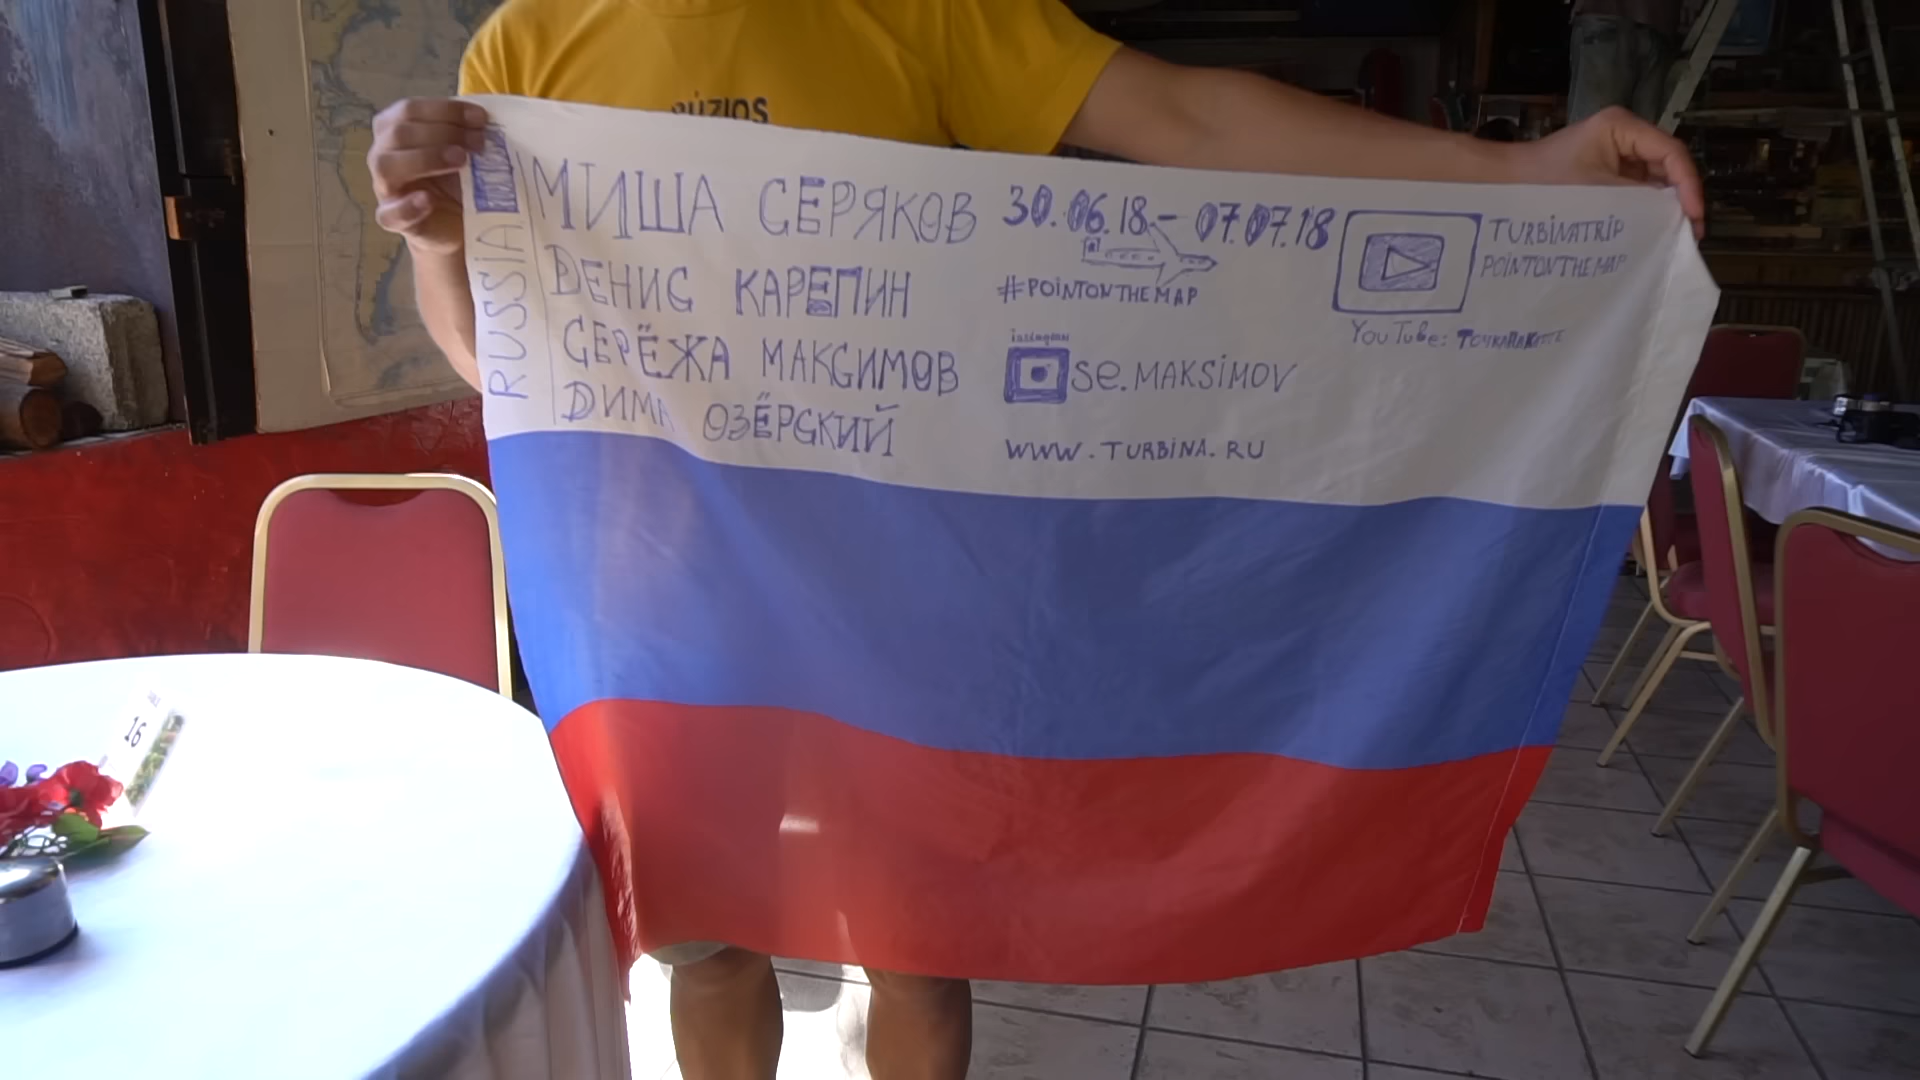 BÚZIOS
RUSSIA
МИША СЕРЯКОВ
ДЕНИС КАРЕПИН
СЕРЁЖА МАКСИМОВ
ДИМА ОЗЁРСКИЙ
30.06.18 - 07.07.18
#POINTONTHEMAP
instagram
se.MAKSIMOV
WWW.TURBINA.RU
TURBINATRIP
POINTONTHEMAP
YouTube: ТОЧКАНАКАРТЕ
16